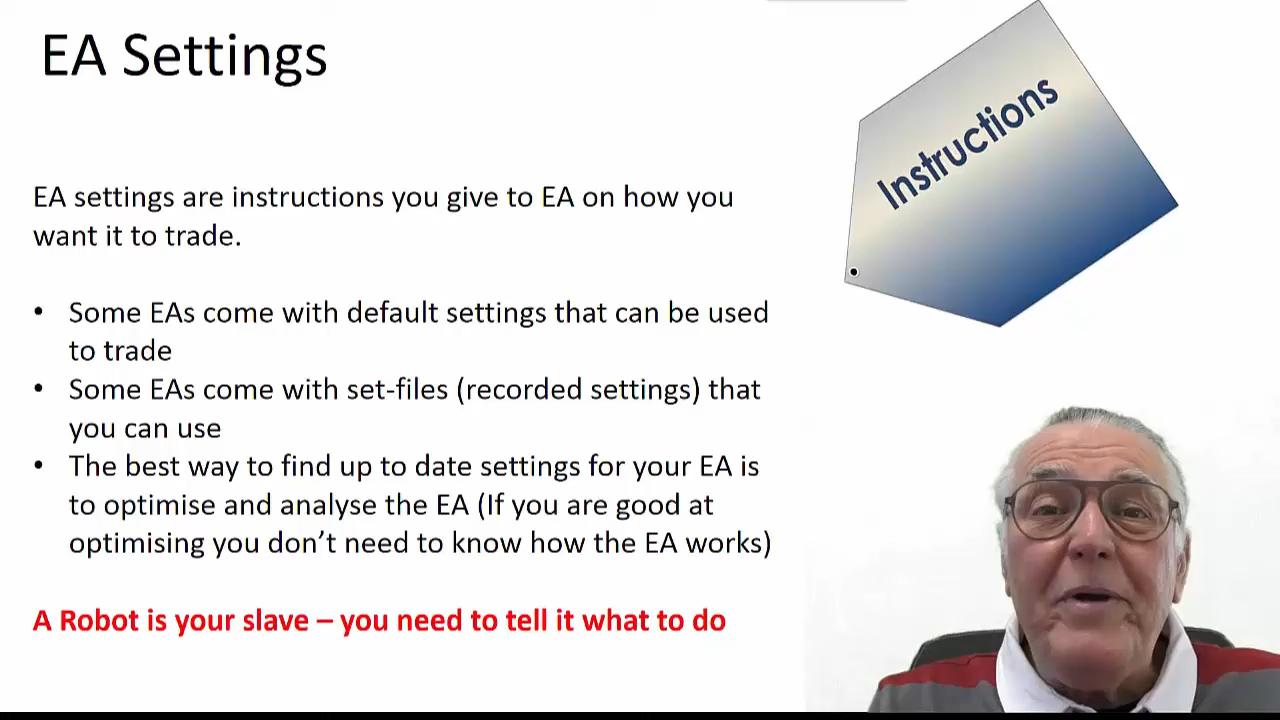 EA Settings
Instructions
EA settings are instructions you give to EA on how you
want it to trade.
• Some EAs come with default settings that can be used
to trade
• Some EAs come with set-files (recorded settings) that
you can use
• The best way to find up to date settings for your EA is
to optimise and analyse the EA (If you are good at
optimising you don’t need to know how the EA works)
A Robot is your slave – you need to tell it what to do